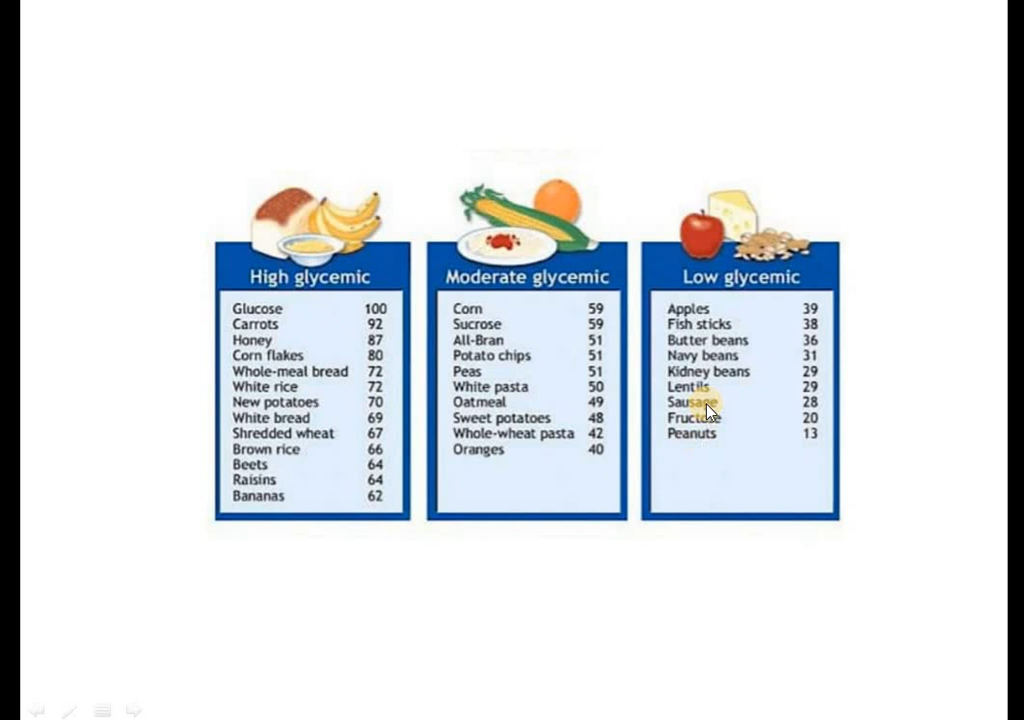 High glycemic
Glucose 100
Carrots 92
Honey 87
Corn flakes 80
Whole-meal bread 72
White rice 72
New potatoes 70
White bread 69
Shredded wheat 67
Brown rice 66
Beets 64
Raisins 64
Bananas 62
Moderate glycemic
Corn 59
Sucrose 59
All-Bran 51
Potato chips 51
Peas 51
White pasta 50
Oatmeal 49
Sweet potatoes 48
Whole-wheat pasta 42
Oranges 40
Low glycemic
Apples 39
Fish sticks 38
Butter beans 36
Navy beans 31
Kidney beans 29
Lentils 29
Sausage 28
Fructose 20
Peanuts 13